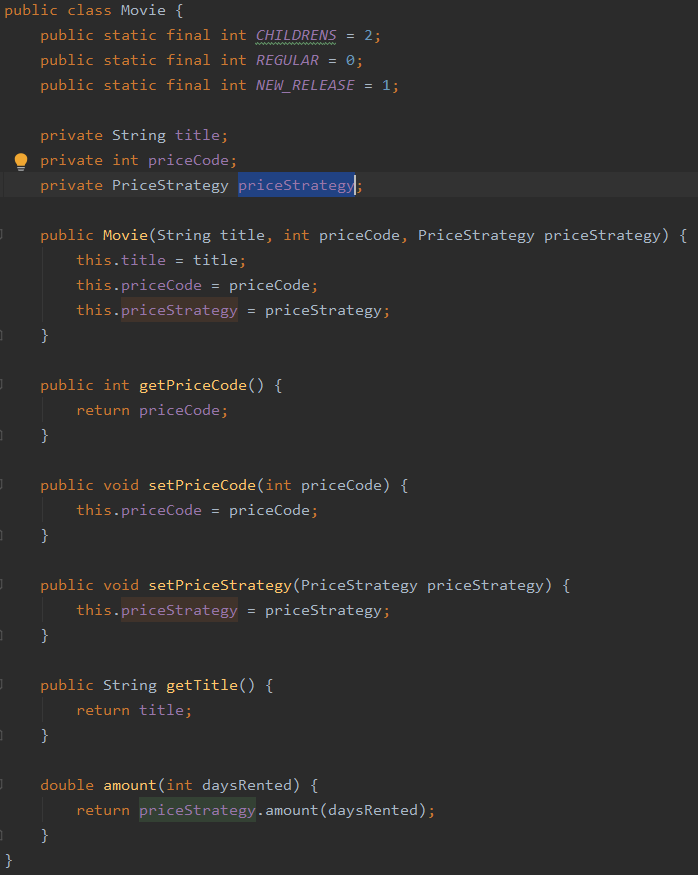 public class Movie {
    public static final int CHILDRENS = 2;
    public static final int REGULAR = 0;
    public static final int NEW_RELEASE = 1;

    private String title;
    private int priceCode;
    private PriceStrategy priceStrategy;

    public Movie(String title, int priceCode, PriceStrategy priceStrategy) {
        this.title = title;
        this.priceCode = priceCode;
        this.priceStrategy = priceStrategy;
    }

    public int getPriceCode() {
        return priceCode;
    }

    public void setPriceCode(int priceCode) {
        this.priceCode = priceCode;
    }

    public void setPriceStrategy(PriceStrategy priceStrategy) {
        this.priceStrategy = priceStrategy;
    }

    public String getTitle() {
        return title;
    }

    double amount(int daysRented) {
        return priceStrategy.amount(daysRented);
    }
}